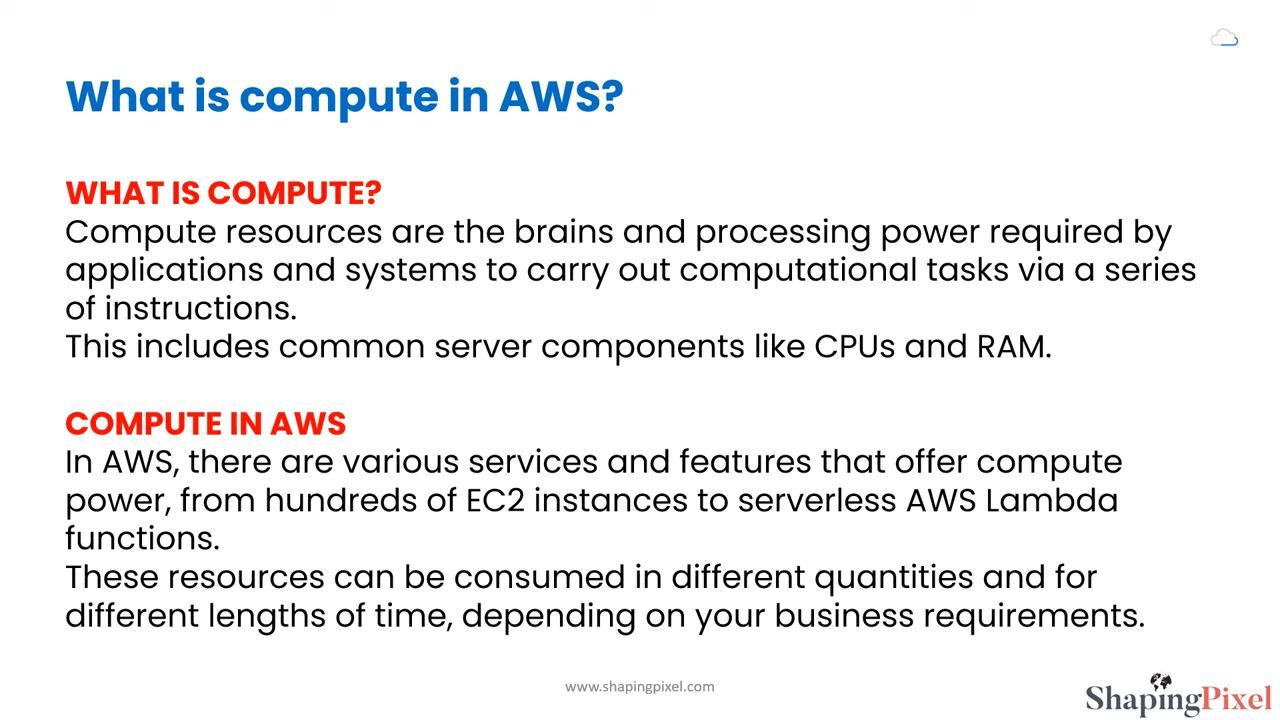 What is compute in AWS?
WHAT IS COMPUTE?
Compute resources are the brains and processing power required by
applications and systems to carry out computational tasks via a series
of instructions.
This includes common server components like CPUs and RAM.
COMPUTE IN AWS
In AWS, there are various services and features that offer compute
power, from hundreds of EC2 instances to serverless AWS Lambda
functions.
These resources can be consumed in different quantities and for
different lengths of time, depending on your business requirements.
www.shapingpixel.com
ShapingPixel